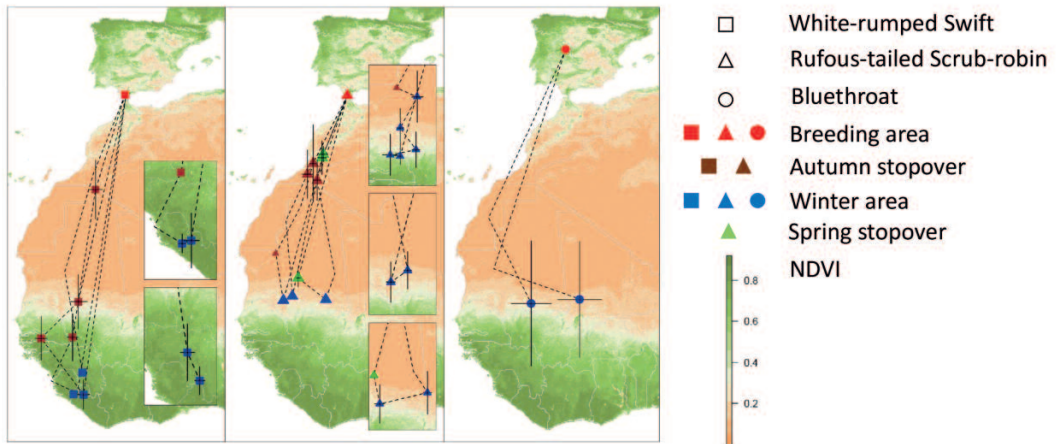 White-rumped Swift
Rufous-tailed Scrub-robin
Bluethroat
Breeding area
Autumn stopover
Winter area
Spring stopover
NDVI
0.8
0.6
0.4
0.2